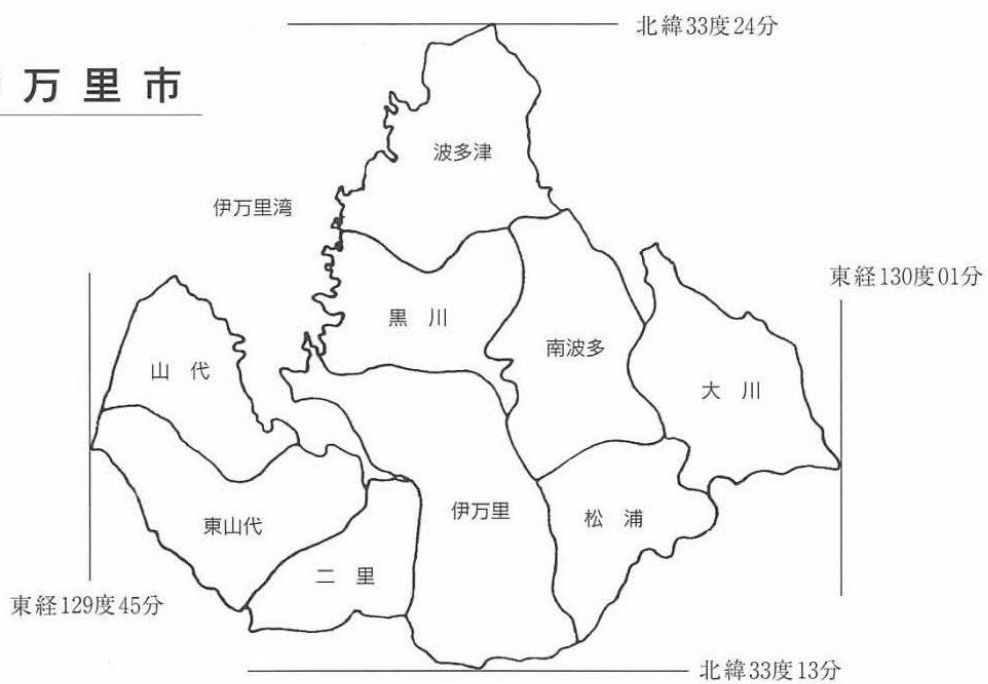 北緯33度24分
万里市
波多津
伊万里湾
東経130度01分
黒川
南波多
山代
大川
伊万里
松浦
東山代
二里
東経129度45分
北緯33度13分